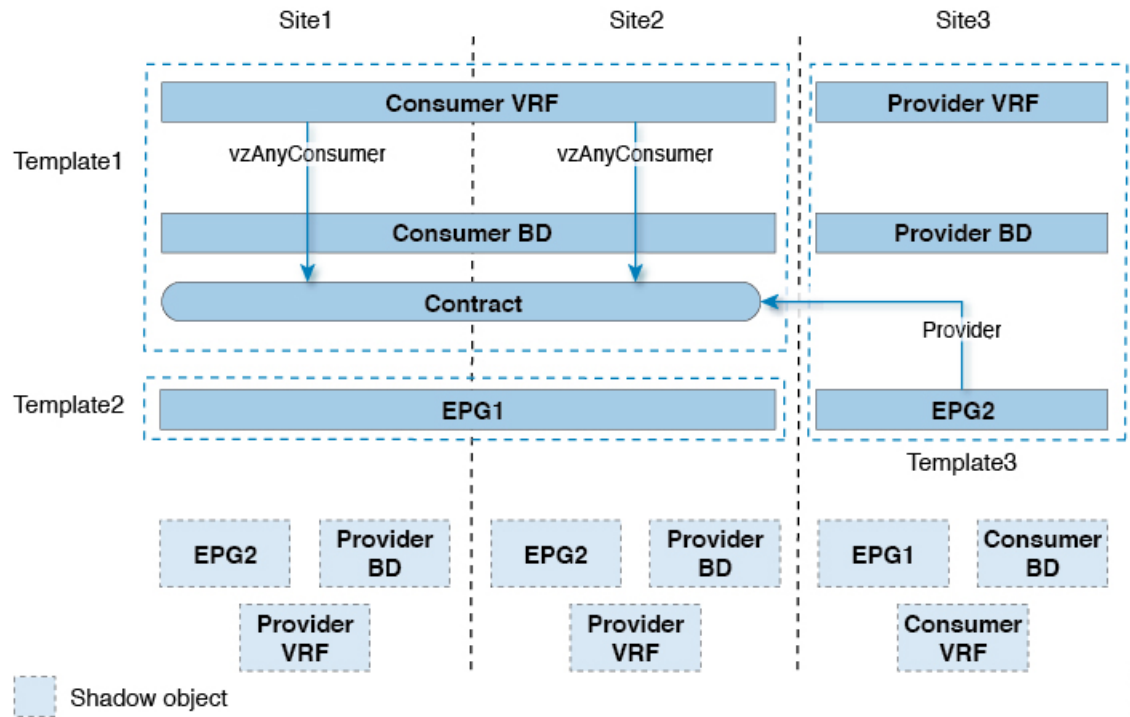 Site1
Site2
Site3
Consumer VRF
Provider VRF
Template1
vzAnyConsumer
vzAnyConsumer
Consumer BD
Provider BD
Contract
Provider
Template2
EPG1
EPG2
Template3
EPG2
Provider
BD
EPG2
Provider
BD
EPG1
Consumer
BD
Provider
VRF
Provider
VRF
Consumer
VRF
Shadow object